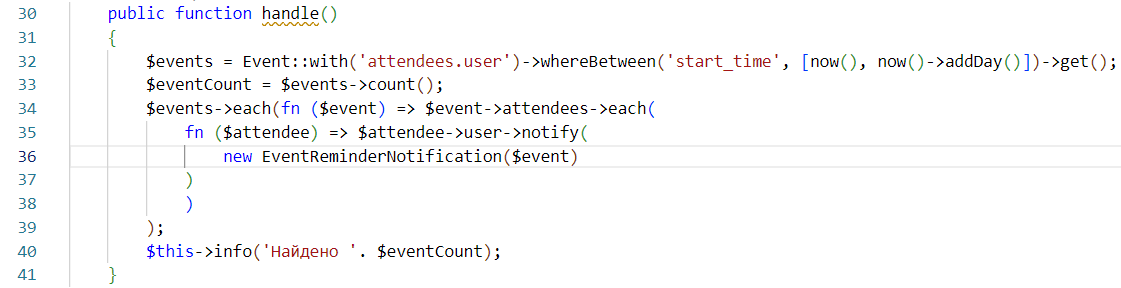 30 public function handle()
31 {
32 $events = Event::with('attendees.user')->whereBetween('start_time', [now(), now()->addDay()])->get();
33 $eventCount = $events->count();
34 $events->each(fn ($event) => $event->attendees->each(
35 fn ($attendee) => $attendee->user->notify(
36 new EventReminderNotification($event)
37 )
38 )
39 );
40 $this->info('Найдено '. $eventCount);
41 }